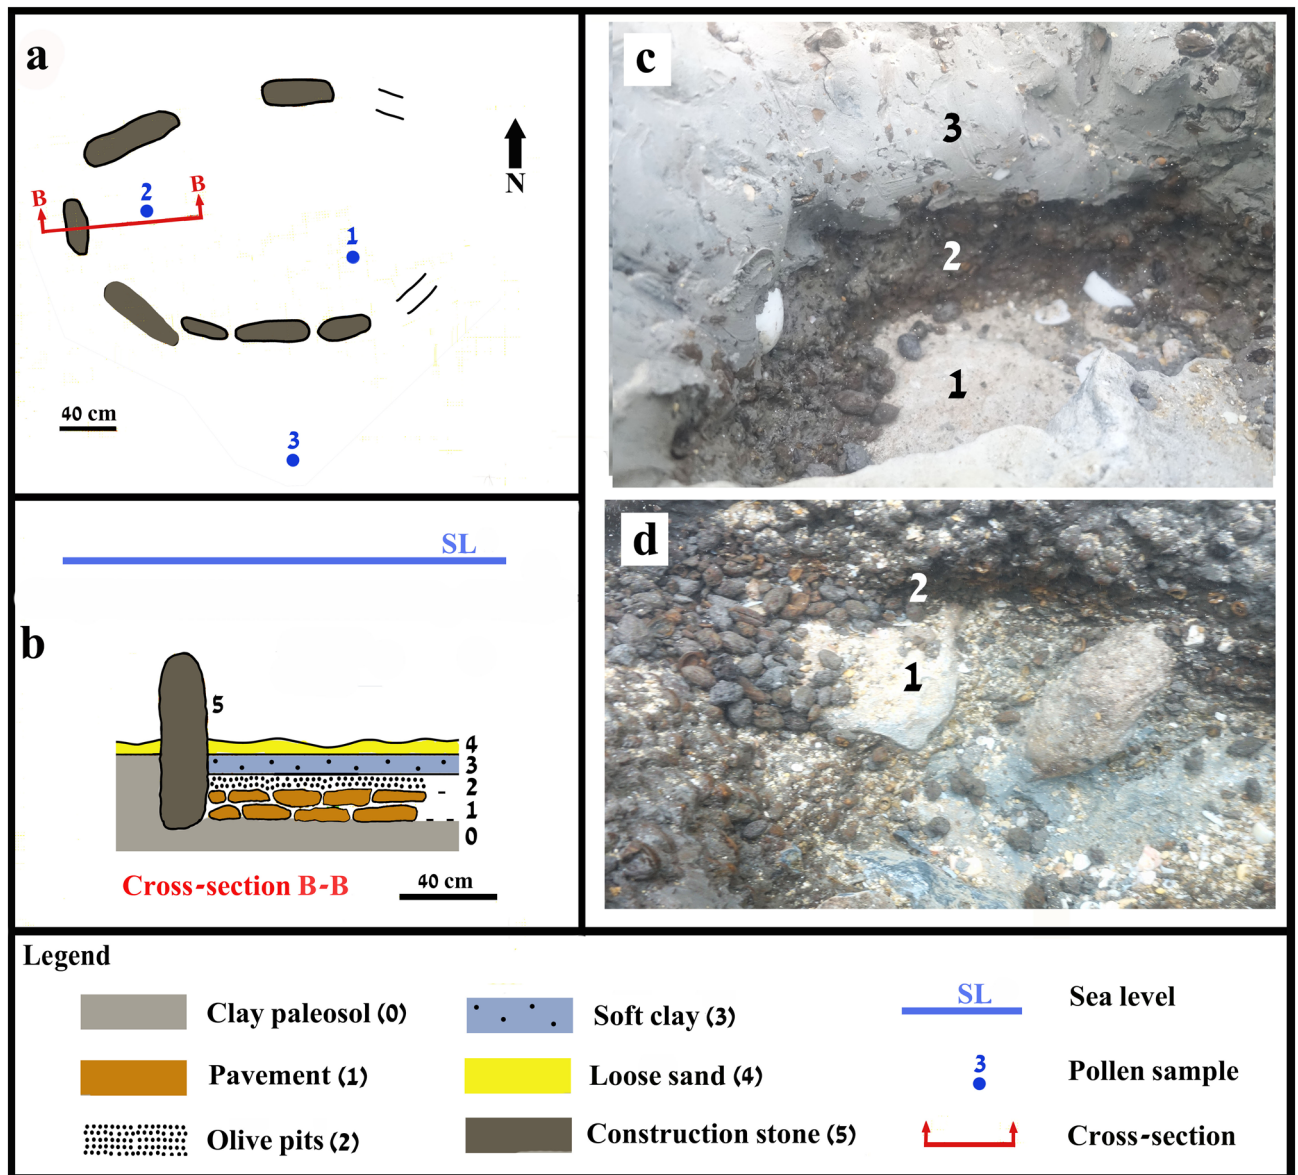 a
N
B
B
2
1
3
40 cm
SL
b
5
4
3
2
1
0
Cross-section B-B
40 cm
c
3
2
1
d
2
1
Legend
Clay paleosol (0)
Pavement (1)
Olive pits (2)
Soft clay (3)
Loose sand (4)
Construction stone (5)
SL
Sea level
3
Pollen sample
Cross-section